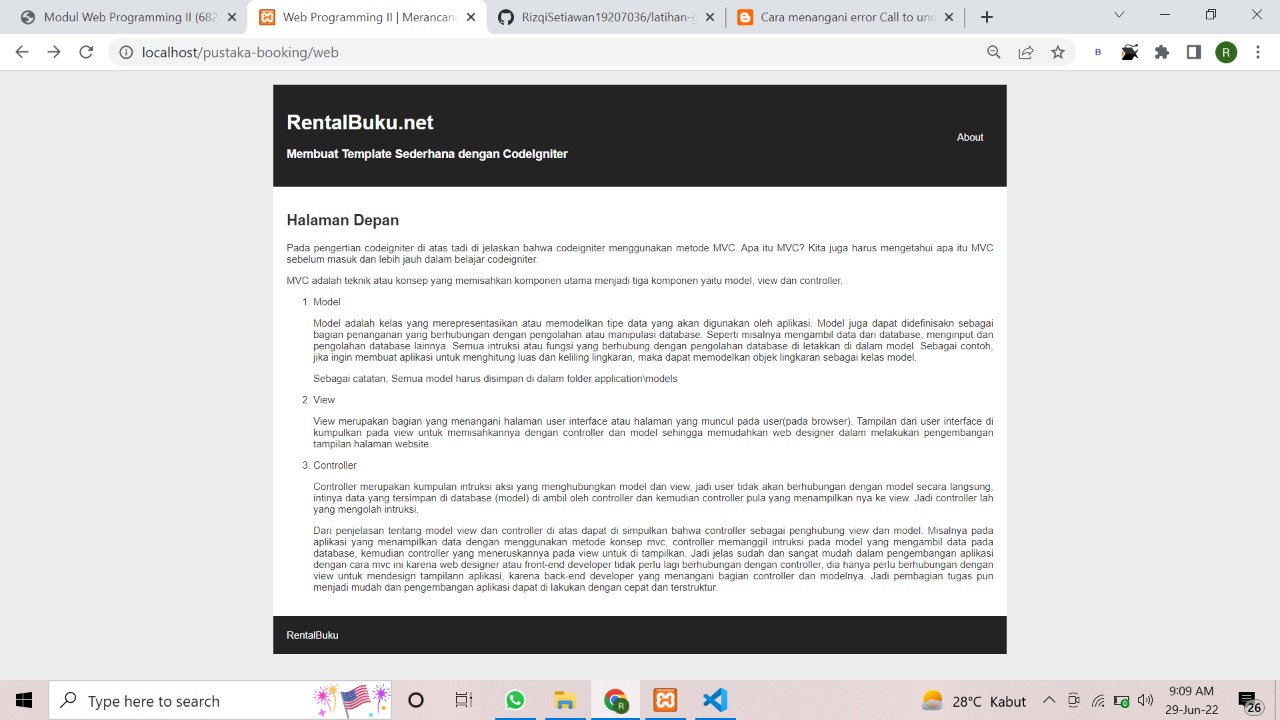 Modul Web Programming II (682
Web Programming II | Merancang
RizqiSetiawan19207036/latihan-g
Cara menangani error Call to und
localhost/pustaka-booking/web
B
R
RentalBuku.net
About
Membuat Template Sederhana dengan CodeIgniter
Halaman Depan
Pada pengertian codeigniter di atas tadi di jelaskan bahwa codeigniter menggunakan metode MVC. Apa itu MVC? Kita juga harus mengetahui apa itu MVC
sebelum masuk dan lebih jauh dalam belajar codeigniter.
MVC adalah teknik atau konsep yang memisahkan komponen utama menjadi tiga komponen yaitu model, view dan controller.
1. Model
Model adalah kelas yang merepresentasikan atau memodelkan tipe data yang akan digunakan oleh aplikasi. Model juga dapat didefinisakn sebagai
bagian penanganan yang berhubungan dengan pengolahan atau manipulasi database. Seperti misalnya mengambil data dari database, menginput dan
pengolahan database lainnya. Semua intruksi atau fungsi yang berhubung dengan pengolahan database di letakkan di dalam model. Sebagai contoh,
jika ingin membuat aplikasi untuk menghitung luas dan keliling lingkaran, maka dapat memodelkan objek lingkaran sebagai kelas model.
Sebagai catatan, Semua model harus disimpan di dalam folder application\models
2. View
View merupakan bagian yang menangani halaman user interface atau halaman yang muncul pada user(pada browser). Tampilan dari user interface di
kumpulkan pada view untuk memisahkannya dengan controller dan model sehingga memudahkan web designer dalam melakukan pengembangan
tampilan halaman website.
3. Controller
Controller merupakan kumpulan intruksi aksi yang menghubungkan model dan view, jadi user tidak akan berhubungan dengan model secara langsung,
intinya data yang tersimpan di database (model) di ambil oleh controller dan kemudian controller pula yang menampilkan nya ke view. Jadi controller lah
yang mengolah intruksi.
Dari penjelasan tentang model view dan controller di atas dapat di simpulkan bahwa controller sebagai penghubung view dan model. Misalnya pada
aplikasi yang menampilkan data dengan menggunakan metode konsep mvc, controller memanggil intruksi pada model yang mengambil data pada
database, kemudian controller yang meneruskannya pada view untuk di tampilkan. Jadi jelas sudah dan sangat mudah dalam pengembangan aplikasi
dengan cara mvc ini karena web designer atau front-end developer tidak perlu lagi berhubungan dengan controller, dia hanya perlu berhubungan dengan
view untuk mendesign tampilann aplikasi, karena back-end developer yang menangani bagian controller dan modelnya. Jadi pembagian tugas pun
menjadi mudah dan pengembangan aplikasi dapat di lakukan dengan cepat dan terstruktur.
RentalBuku
Type here to search
28°C Kabut
9:09 AM
29-Jun-22
26